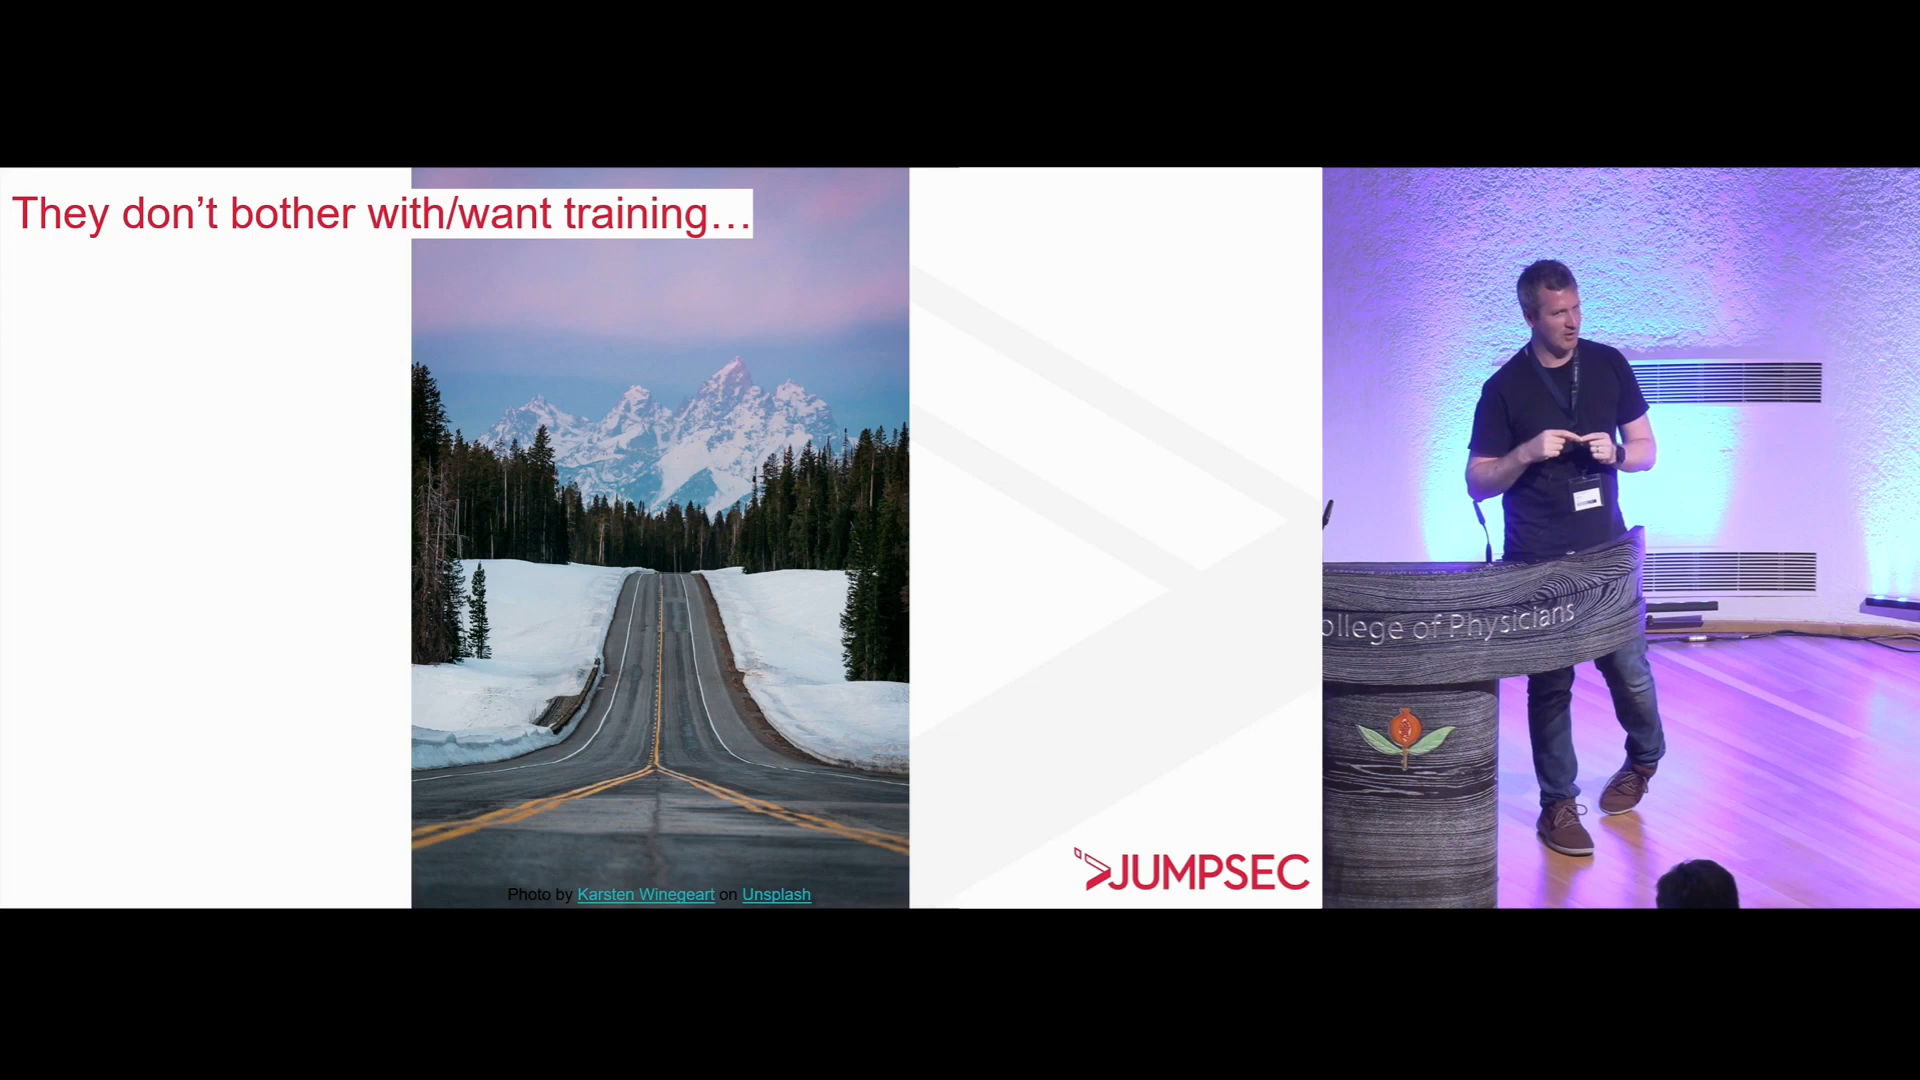 They don’t bother with/want training…
Photo by Karsten Winegeart on Unsplash
JUMPSEC
ollege of Physicians